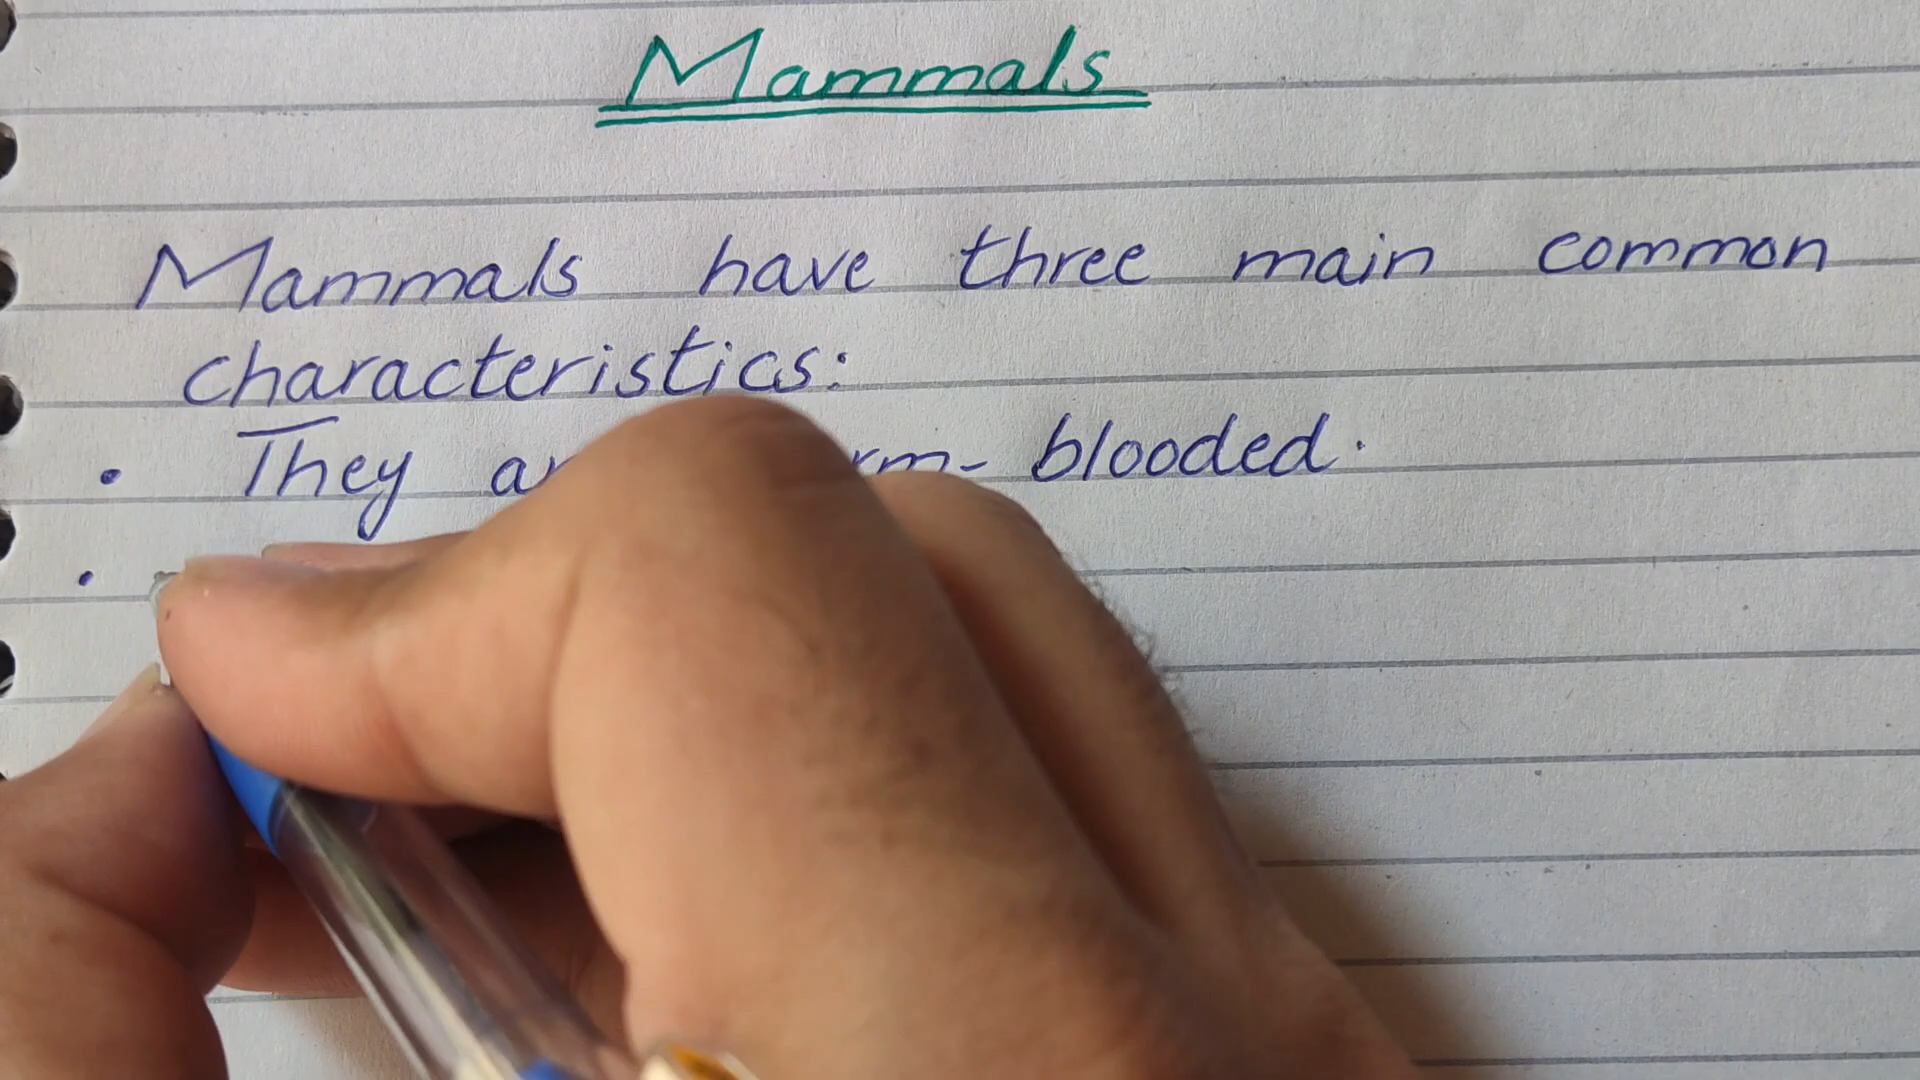 Mammals
Mammals have three main common
characteristics:
• They blooded.
•